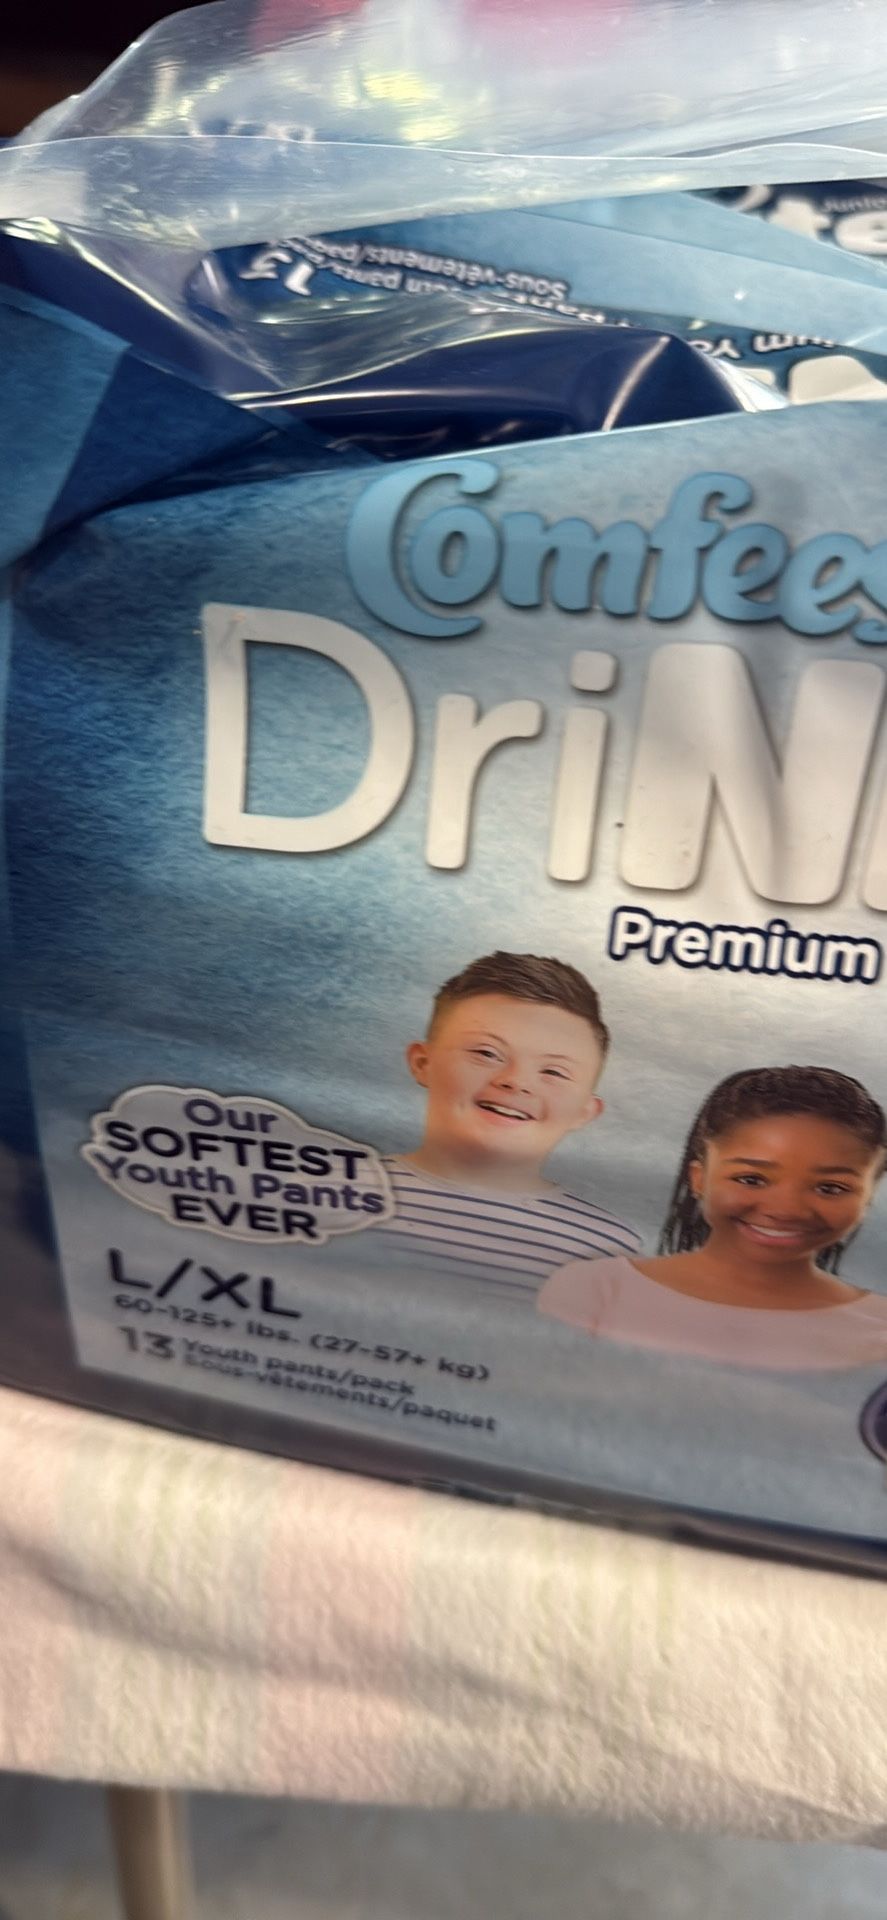 13
Sous-vêtements/
Comfees
DriN
Premium
Our
SOFTEST
Youth Pants
EVER
L/XL
60-125+ lbs. (27-57+ kg)
13 Youth pants/pack
Sous-vêtements/paquet